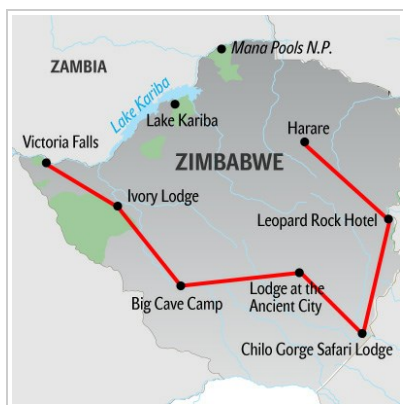 Mana Pools N.P.
ZAMBIA
Lake Kariba
Lake Kariba
Harare
Victoria Falls
ZIMBABWE
Ivory Lodge
Leopard Rock Hotel
Lodge at the
Ancient City
Big Cave Camp
Chilo Gorge Safari Lodge